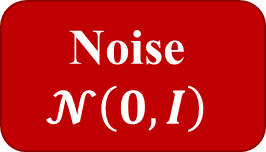 Noise
𝒩(𝟎, 𝑰)